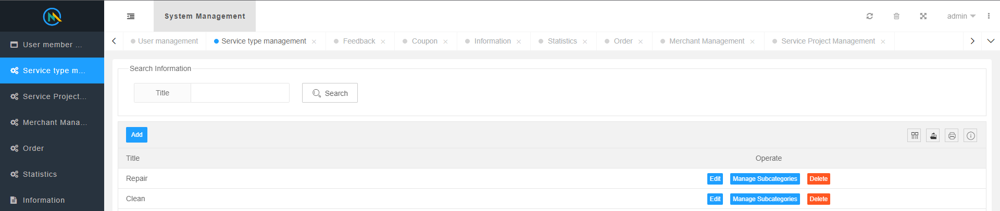 System Management
admin
User management
Service type management
Feedback
Coupon
Information
Statistics
Order
Merchant Management
Service Project Management
User member ...
Service type m...
Service Project...
Merchant Mana...
Order
Statistics
Information
Search Information
Title
Search
Add
Title Operate
Repair Edit Manage Subcategories Delete
Clean Edit Manage Subcategories Delete